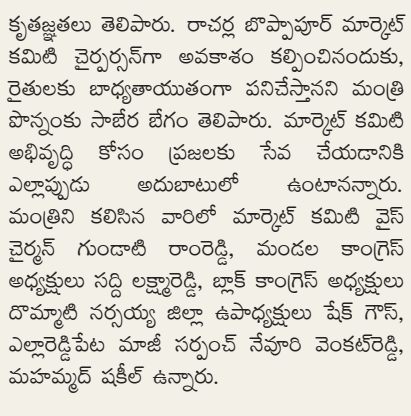 కృతజ్ఞతలు తెలిపారు. రాచర్ల బొప్పాపూర్ మార్కెట్
కమిటి చైర్పర్సన్‌గా అవకాశం కల్పించినందుకు,
రైతులకు బాధ్యతాయుతంగా పనిచేస్తానని మంత్రి
పొన్నంకు సాబేర బేగం తెలిపారు. మార్కెట్ కమిటి
అభివృద్ధి కోసం ప్రజలకు సేవ చేయడానికి
ఎల్లాప్పుడు అదుబాటులో ఉంటానన్నారు.
మంత్రిని కలిసిన వారిలో మార్కెట్ కమిటి వైస్
చైర్మన్ గుండాటి రాంరెడ్డి, మండల కాంగ్రెస్
అధ్యక్షులు సద్ది లక్ష్మారెడ్డి, బ్లాక్ కాంగ్రెస్ అధ్యక్షులు
దొమ్మాటి నర్సయ్య జిల్లా ఉపాధ్యక్షులు షేక్ గౌస్,
ఎల్లారెడ్డిపేట మాజీ సర్పంచ్ నేవూరి వెంకట్‌రెడ్డి,
మహమ్మద్ షకీల్ ఉన్నారు.